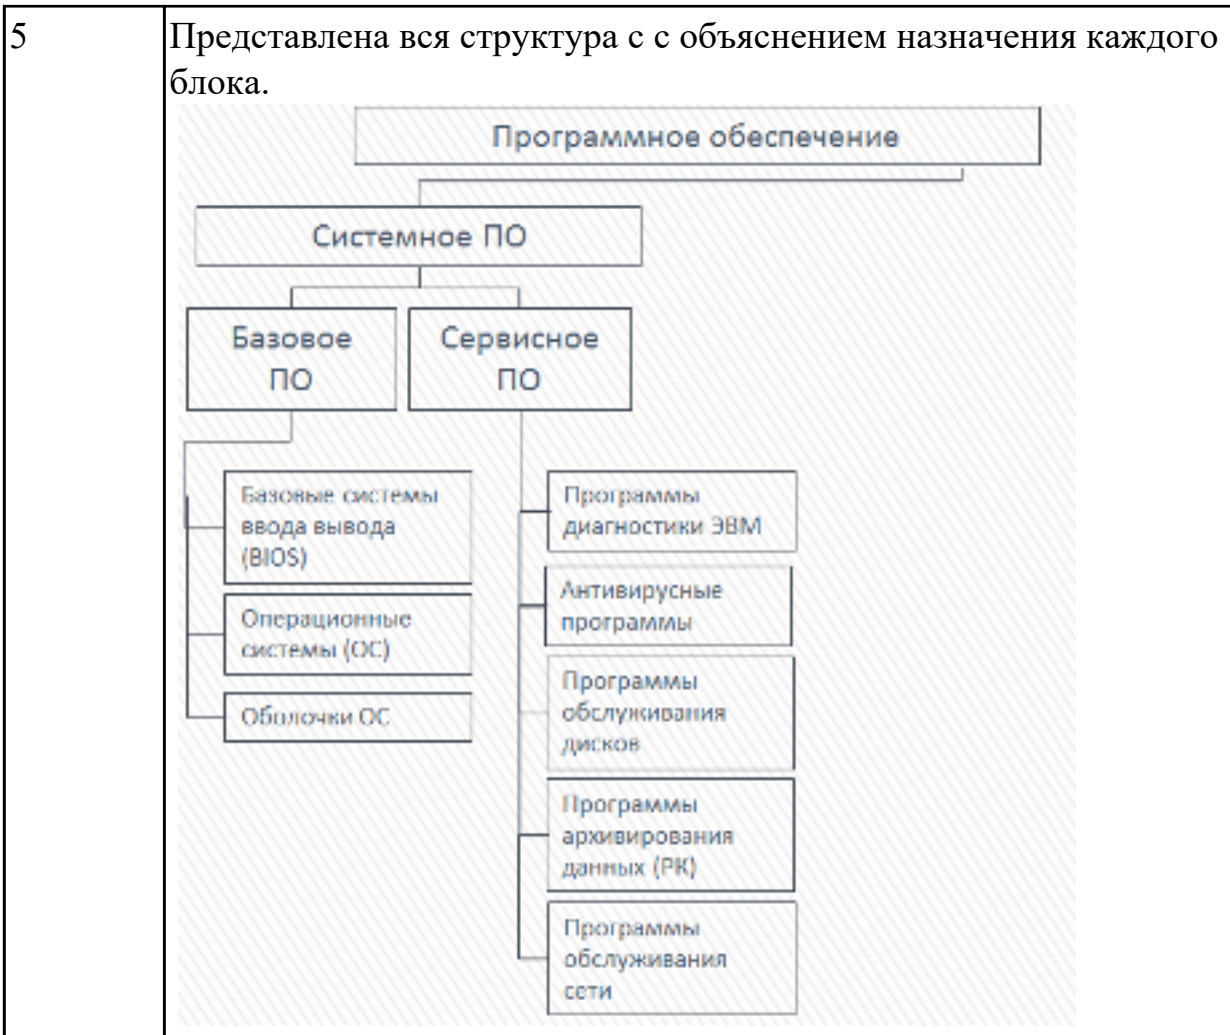 5
Представлена вся структура с с объяснением назначения каждого
блока.
Программное обеспечение
Системное ПО
Базовое
ПО
Сервисное
ПО
Базовые системы
ввода вывода
(BIOS)
Операционные
системы (ОС)
Оболочки ОС
Программы
диагностики ЭВМ
Антивирусные
программы
Программы
обслуживания
дисков
Программы
архивирования
данных (РК)
Программы
обслуживания
сети